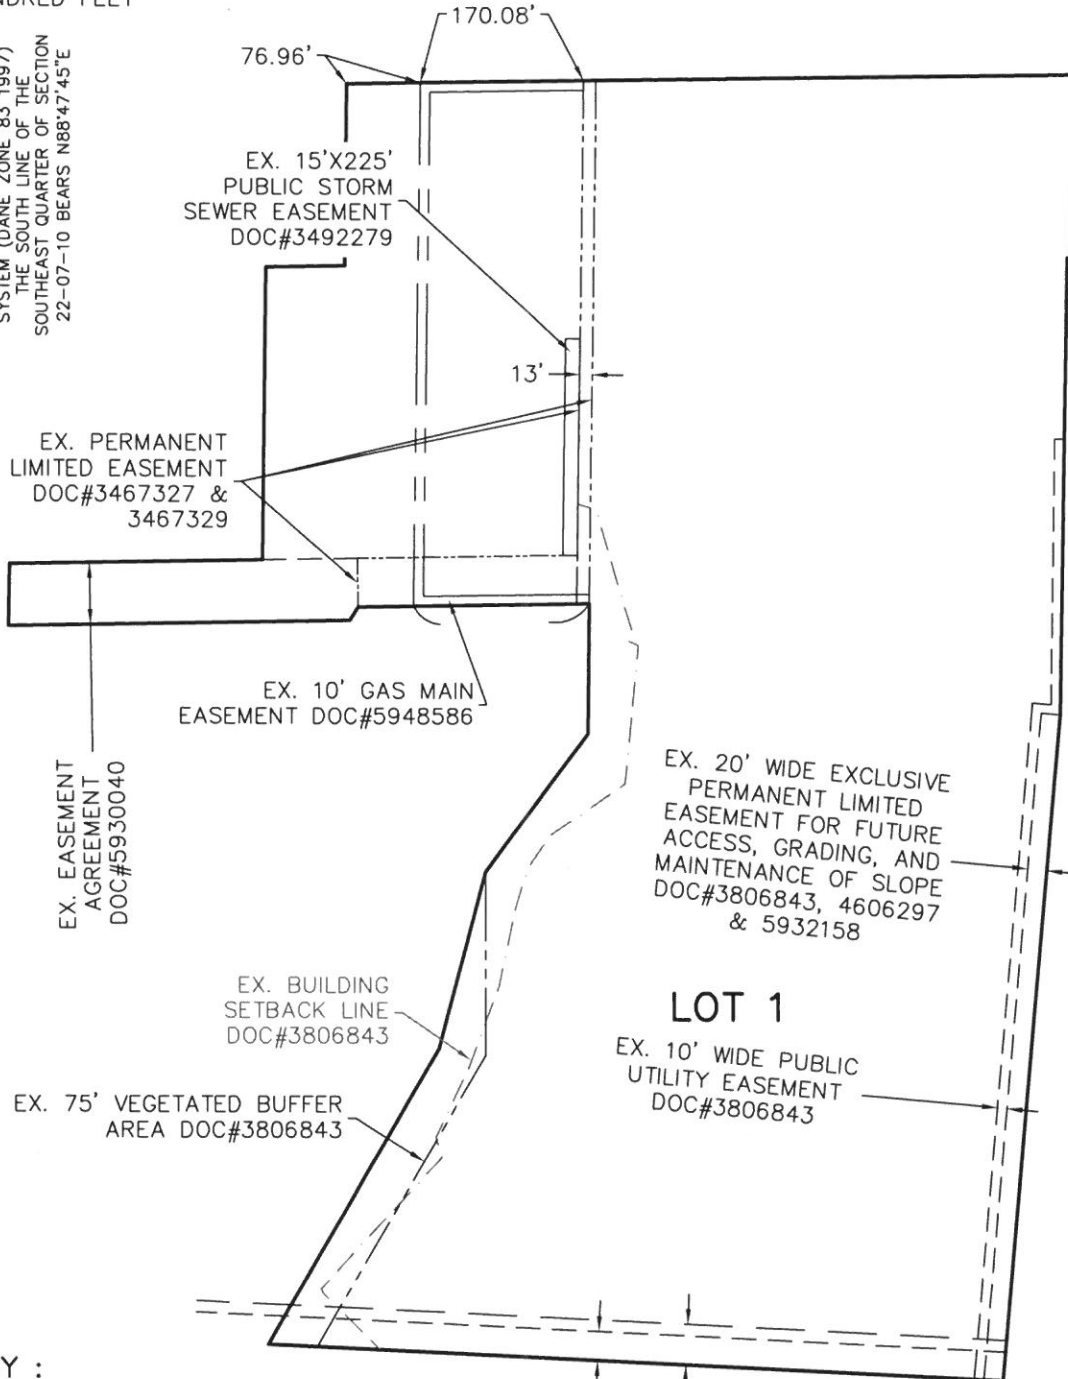 170.08'
76.96'
SYSTEM (DANE ZONE 83 1997)
THE SOUTH LINE OF THE
SOUTHEAST QUARTER OF SECTION
22-07-10 BEARS N88°47'45"E
EX. 15'X225'
PUBLIC STORM
SEWER EASEMENT
DOC#3492279
13'
EX. PERMANENT
LIMITED EASEMENT
DOC#3467327 &
3467329
EX. 10' GAS MAIN
EASEMENT DOC#5948586
EX. EASEMENT
AGREEMENT
DOC#5930040
EX. 20' WIDE EXCLUSIVE
PERMANENT LIMITED
EASEMENT FOR FUTURE
ACCESS, GRADING, AND
MAINTENANCE OF SLOPE
DOC#3806843, 4606297
& 5932158
EX. BUILDING
SETBACK LINE
DOC#3806843
LOT 1
EX. 10' WIDE PUBLIC
UTILITY EASEMENT
DOC#3806843
EX. 75' VEGETATED BUFFER
AREA DOC#3806843
Y :